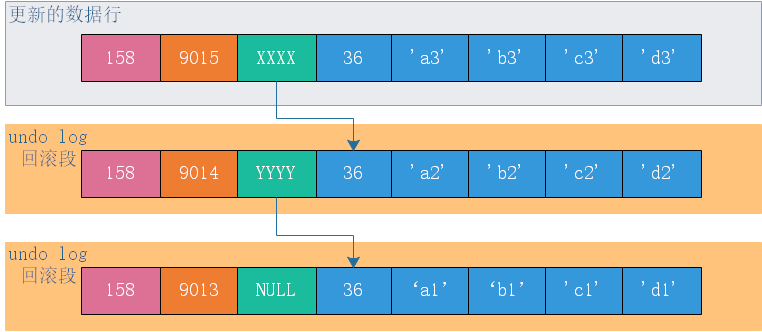 更新的数据行
158 9015 XXXX 36 'a3' 'b3' 'c3' 'd3'
undo log
回滚段
158 9014 YYYY 36 'a2' 'b2' 'c2' 'd2'
undo log
回滚段
158 9013 NULL 36 ‘a1’ ‘b1’ 'c1' 'd1'